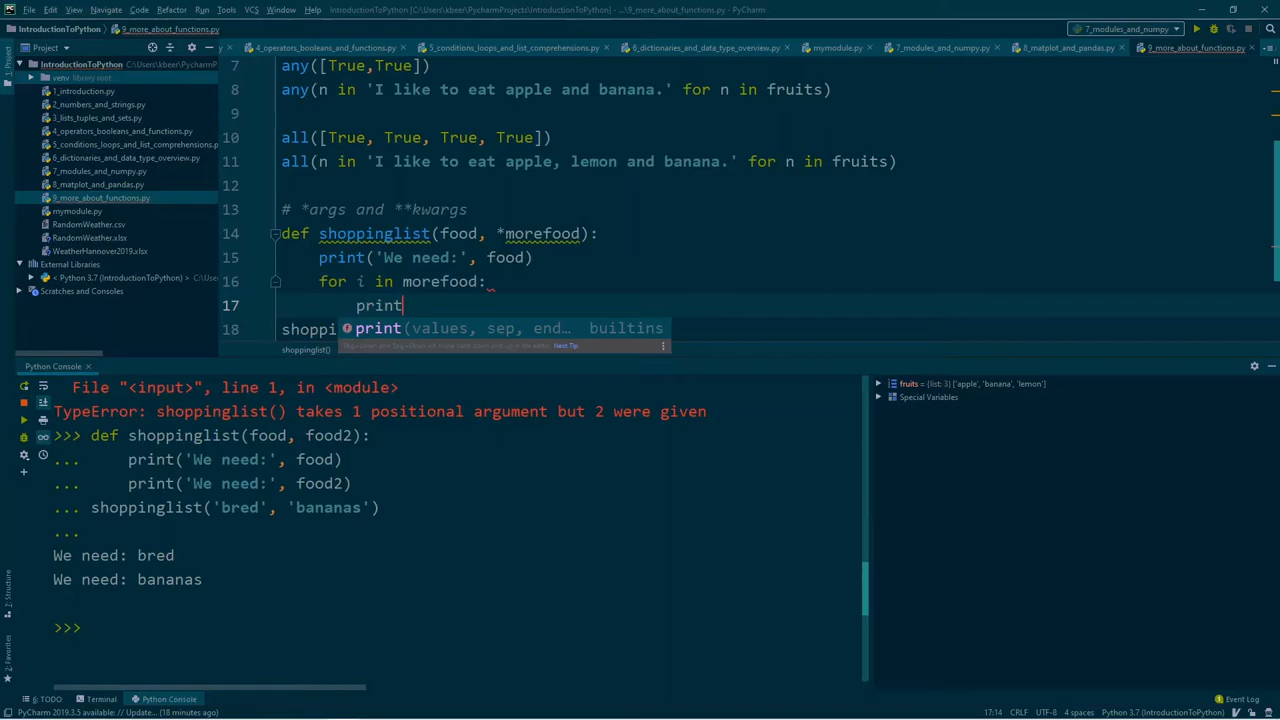 File Edit View Navigate Code Refactor Run Tools VCS Window Help IntroductionToPython [C:\Users\kbeer\PycharmProjects\IntroductionToPython] - ...\9_more_about_functions.py - PyCharm
IntroductionToPython 9_more_about_functions.py 7_modules_and_numpy
Project 4_operators_booleans_and_functions.py 5_conditions_loops_and_list_comprehensions.py 6_dictionaries_and_data_type_overview.py mymodule.py 7_modules_and_numpy.py 8_matplot_and_pandas.py 9_more_about_functions.py
1: Project
IntroductionToPython
venv library root
1_introduction.py
2_numbers_and_strings.py
3_lists_tuples_and_sets.py
4_operators_booleans_and_functions.py
5_conditions_loops_and_list_comprehensions.py
6_dictionaries_and_data_type_overview.py
7_modules_and_numpy.py
8_matplot_and_pandas.py
9_more_about_functions.py
mymodule.py
RandomWeather.csv
RandomWeather.xlsx
WeatherHannover2019.xlsx
External Libraries
< Python 3.7 (IntroductionToPython) >
Scratches and Consoles
7 any([True,True])
8 any(n in 'I like to eat apple and banana.' for n in fruits)
9
10 all([True, True, True, True])
11 all(n in 'I like to eat apple, lemon and banana.' for n in fruits)
12
13 # *args and **kwargs
14 def shoppinglist(food, *morefood):
15 print('We need:', food)
16 for i in morefood:
17 print
18 shoppi
print(values, sep, end… builtins
Next Tip
shoppinglist()
Python Console
File "<input>", line 1, in <module>
TypeError: shoppinglist() takes 1 positional argument but 2 were given
>>> def shoppinglist(food, food2):
... print('We need:', food)
... print('We need:', food2)
... shoppinglist('bred', 'bananas')
...
We need: bred
We need: bananas
>>>
fruits = {list: 3} ['apple', 'banana', 'lemon']
Special Variables
2: Structure
2: Favorites
6: TODO Terminal Python Console Event Log
PyCharm 2019.3.5 available: // Update... (18 minutes ago) 17:14 CRLF UTF-8 4 spaces Python 3.7 (IntroductionToPython)